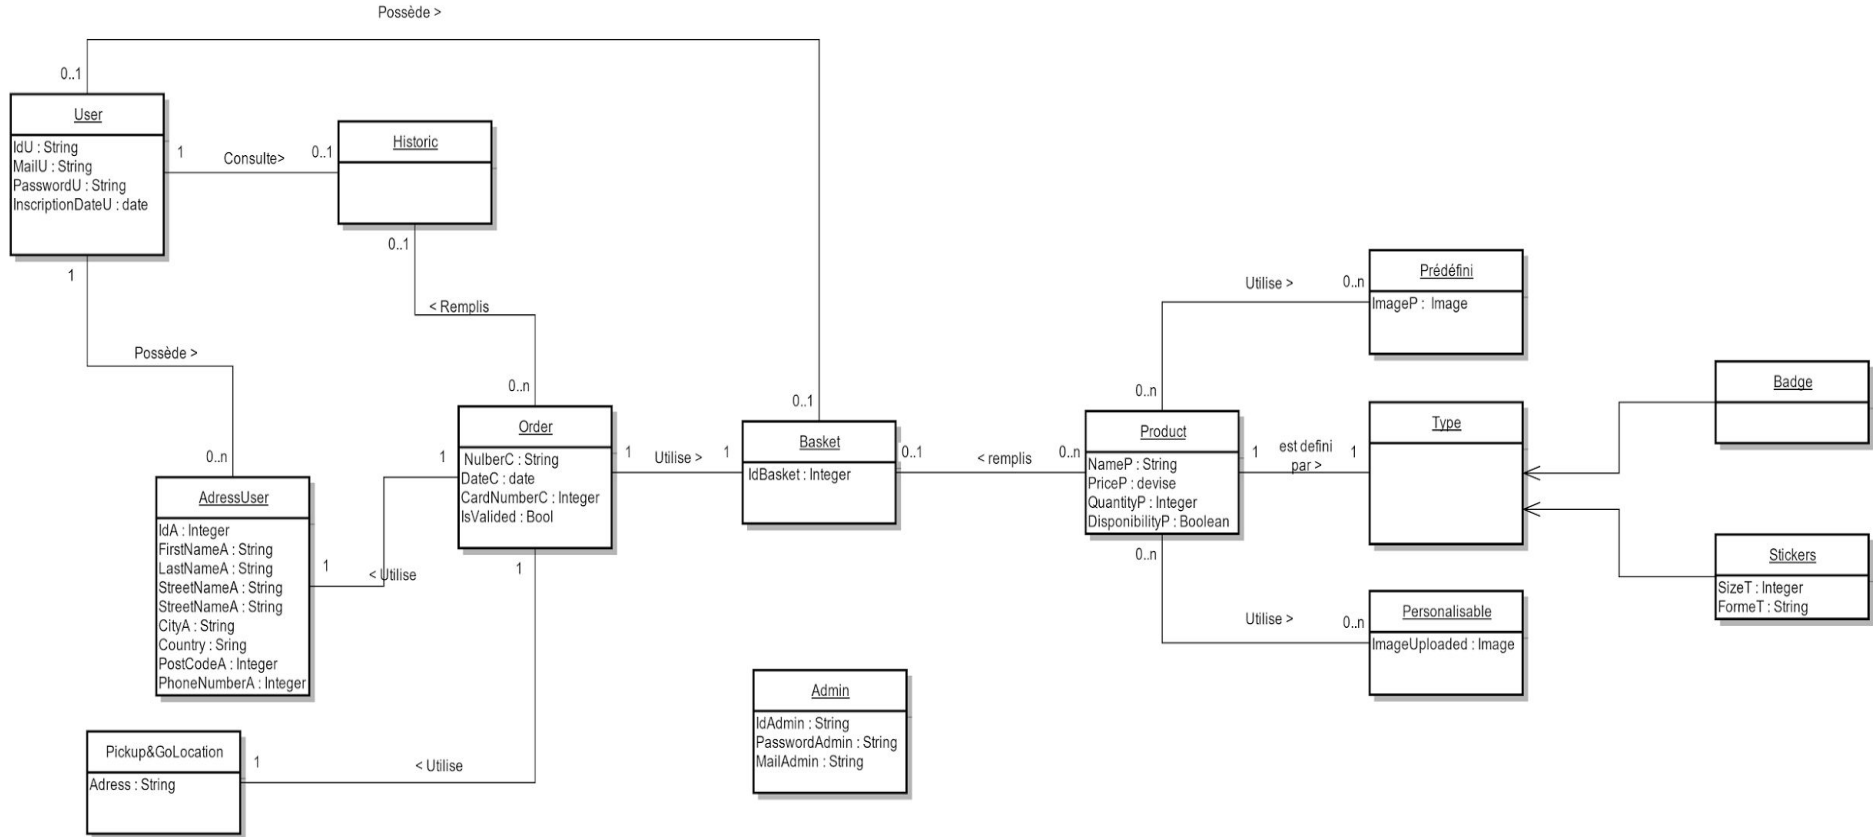 Possède >
0..1
User
IdU : String
MailU : String
PasswordU : String
InscriptionDateU : date
1
Consulte>
0..1
Historic
0..1
1
Possède >
0..n
< Remplis
0..n
AdressUser
IdA : Integer
FirstNameA : String
LastNameA : String
StreetNameA : String
StreetNameA : String
CityA : String
Country : Sring
PostCodeA : Integer
PhoneNumberA : Integer
1
< Utilise
1
Order
NulberC : String
DateC : date
CardNumberC : Integer
IsValided : Bool
1
Utilise >
1
0..1
Basket
IdBasket : Integer
0..1
< remplis
0..n
Product
NameP : String
PriceP : devise
QuantityP : Integer
DisponibilityP : Boolean
0..n
Utilise >
0..n
Prédéfini
ImageP : Image
1
est defini
par >
1
Type
Badge
Stickers
SizeT : Integer
FormeT : String
0..n
Utilise >
0..n
Personalisable
ImageUploaded : Image
Admin
IdAdmin : String
PasswordAdmin : String
MailAdmin : String
1
< Utilise
1
Pickup&GoLocation
Adress : String